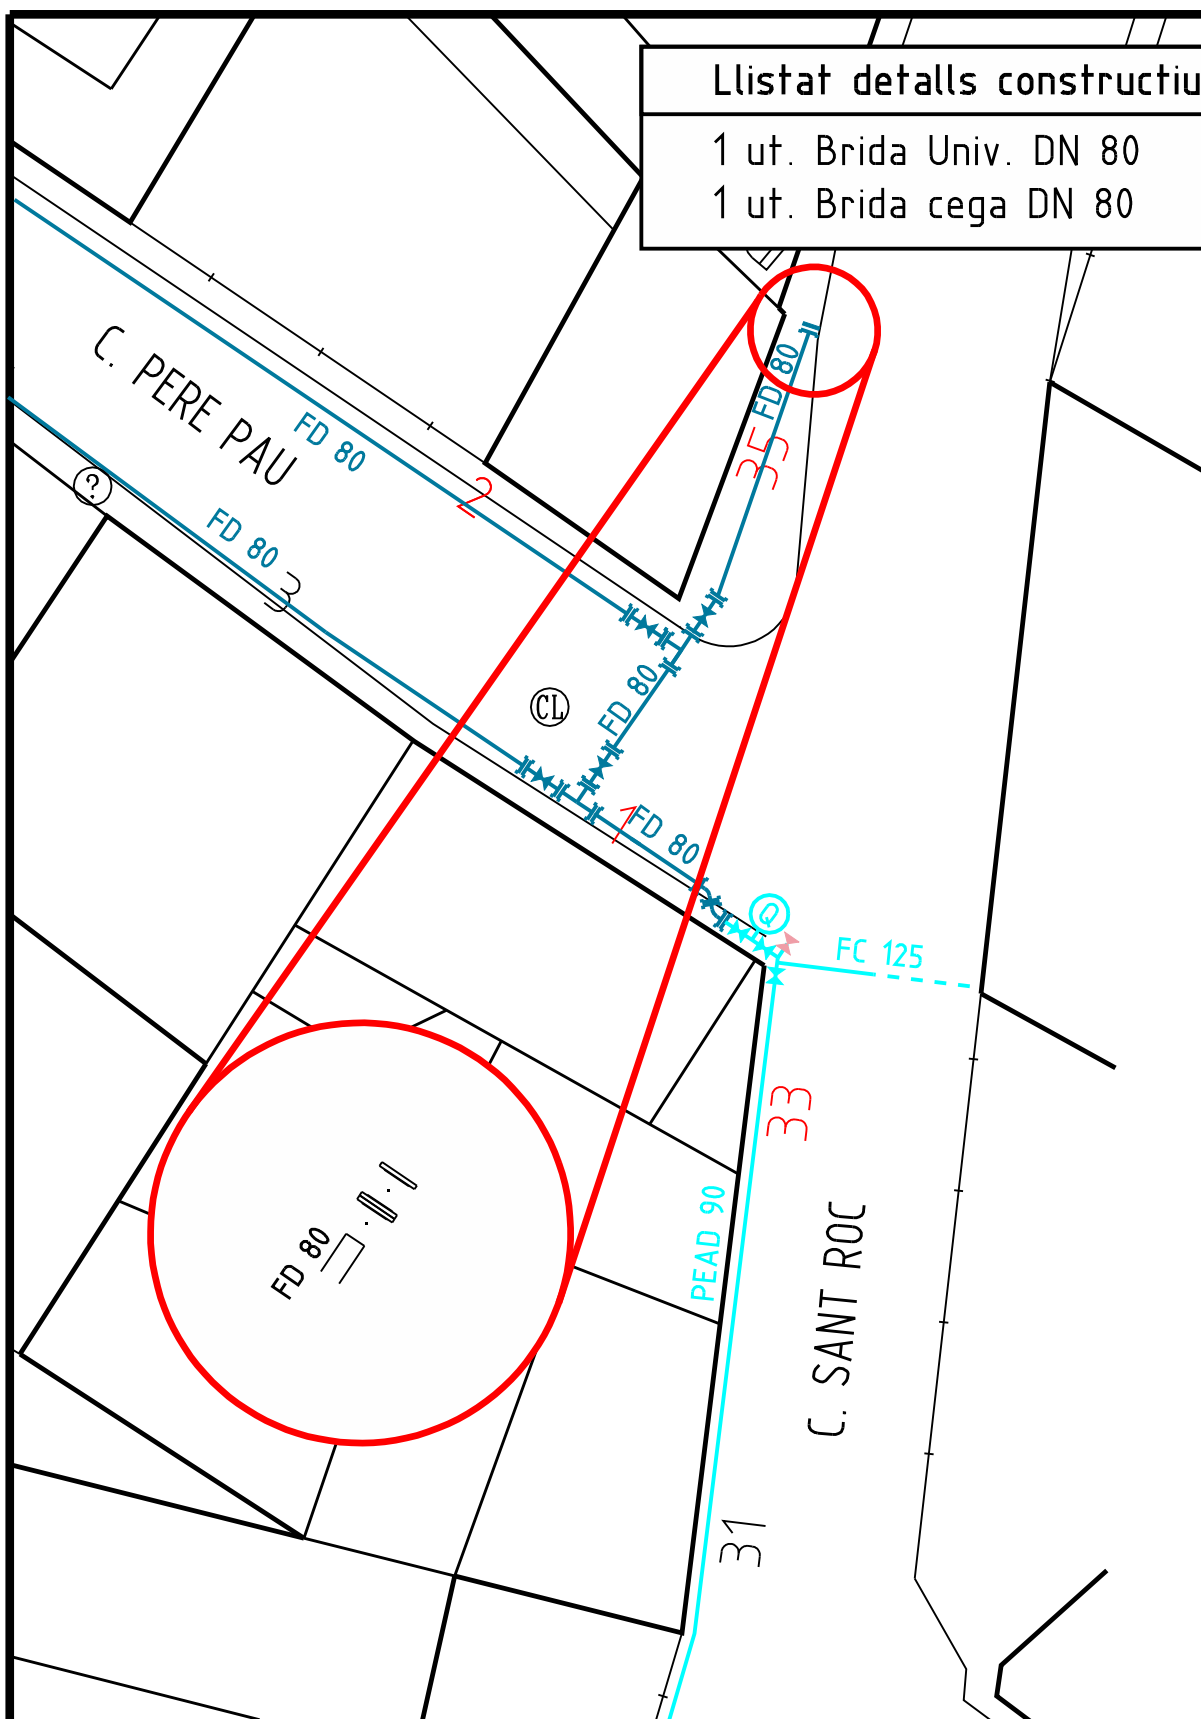 Llistat detalls constructiu
1 ut. Brida Univ. DN 80
1 ut. Brida cega DN 80
C. PERE PAU
FD 80
FD 80
35
2
?
FD 80
3
FD 80
CL
1
FD 80
Q
FC 125
33
PEAD 90
C. SANT ROC
FD 80
31